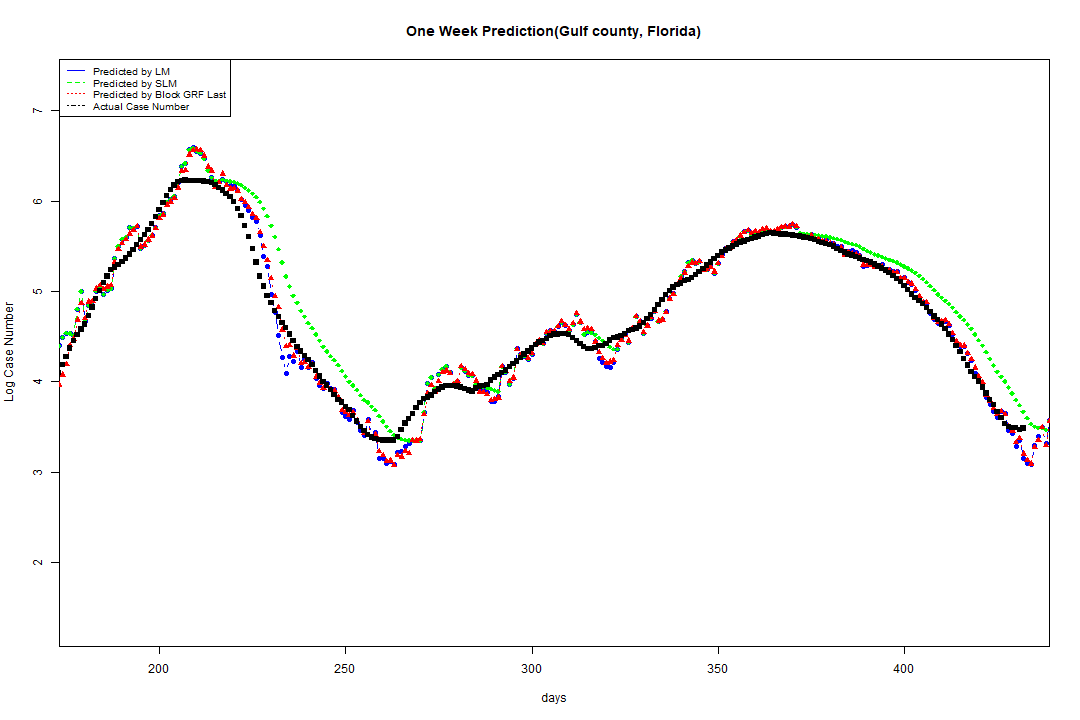 One Week Prediction(Gulf county, Florida)
Predicted by LM
Predicted by SLM
Predicted by Block GRF Last
Actual Case Number
7
6
5
4
3
2
Log Case Number
200 250 300 350 400
days